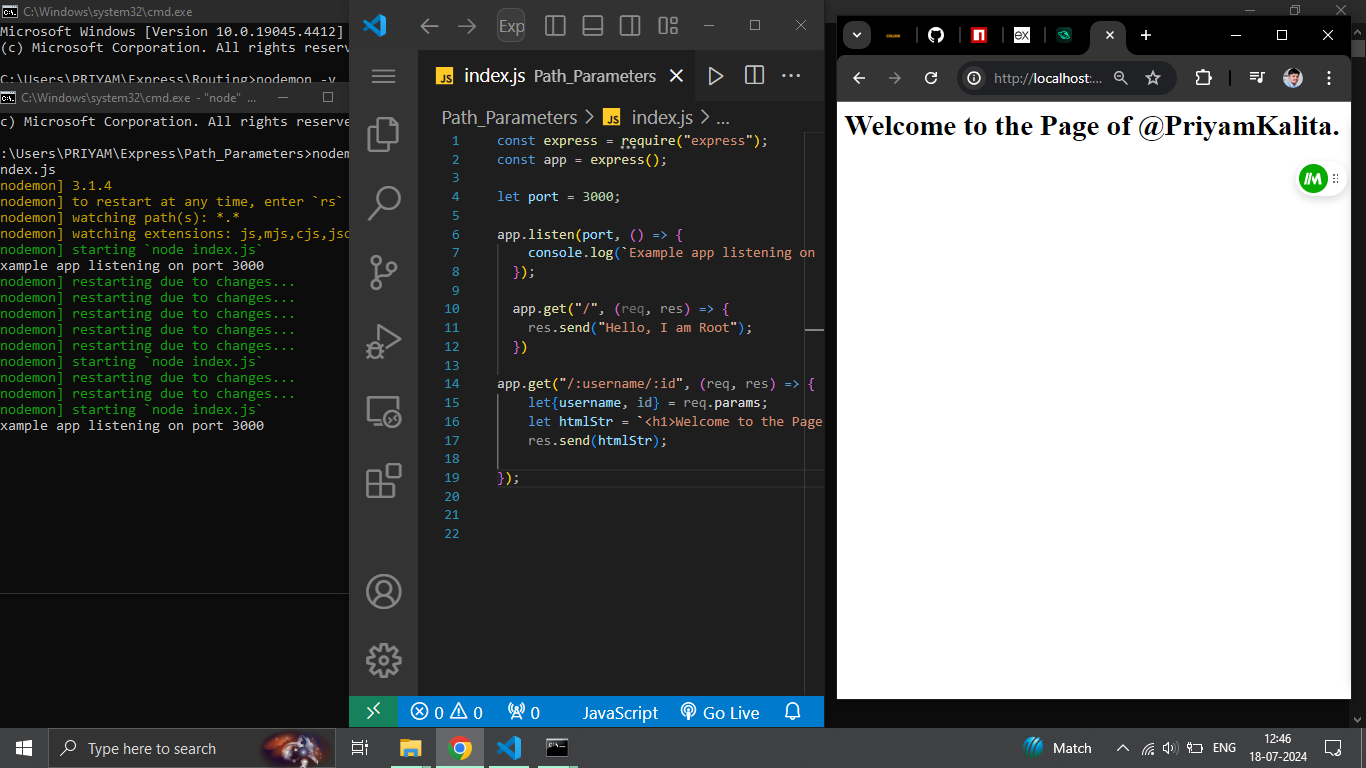 C:\Windows\system32\cmd.exe
Microsoft Windows [Version 10.0.19045.4412]
(c) Microsoft Corporation. All rights reserv
C:\Users\PRIYAM\Express\Routing>nodemon -v
C:\Windows\system32\cmd.exe - "node" ...
c) Microsoft Corporation. All rights reserve
:\Users\PRIYAM\Express\Path_Parameters>nodem
ndex.js
nodemon] 3.1.4
nodemon] to restart at any time, enter `rs`
nodemon] watching path(s): *.*
nodemon] watching extensions: js,mjs,cjs,jso
nodemon] starting `node index.js`
xample app listening on port 3000
nodemon] restarting due to changes...
nodemon] restarting due to changes...
nodemon] restarting due to changes...
nodemon] restarting due to changes...
nodemon] restarting due to changes...
nodemon] starting `node index.js`
nodemon] restarting due to changes...
nodemon] restarting due to changes...
nodemon] starting `node index.js`
xample app listening on port 3000
Exp
JS index.js Path_Parameters
Path_Parameters > JS index.js > ...
1 const express = require("express");
2 const app = express();
3
4 let port = 3000;
5
6 app.listen(port, () => {
7 console.log(`Example app listening on
8 });
9
10 app.get("/", (req, res) => {
11 res.send("Hello, I am Root");
12 })
13
14 app.get("/:username/:id", (req, res) => {
15 let{username, id} = req.params;
16 let htmlStr = `<h1>Welcome to the Page
17 res.send(htmlStr);
18
19 });
20
21
22
0 0 0 JavaScript Go Live
ex
http://localhost:...
Welcome to the Page of @PriyamKalita.
Type here to search
Match
ENG
12:46
18-07-2024